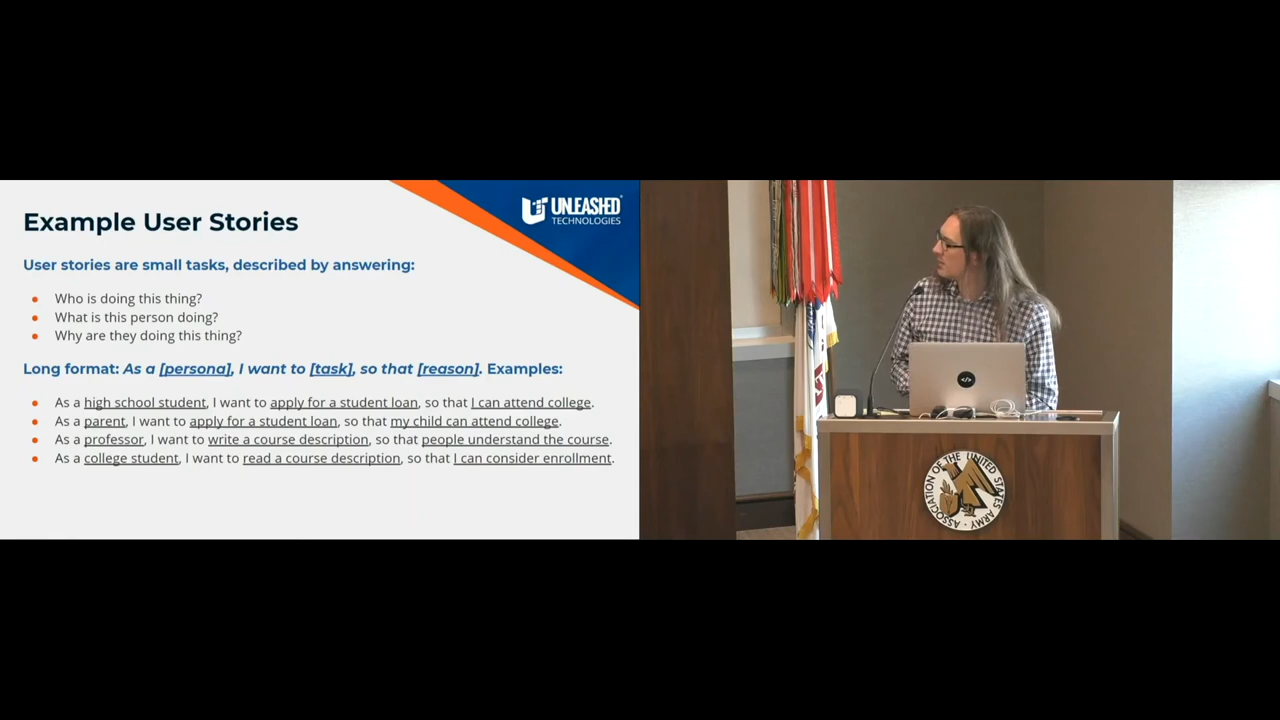 UNLEASHED
TECHNOLOGIES
Example User Stories
User stories are small tasks, described by answering:
Who is doing this thing?
What is this person doing?
Why are they doing this thing?
Long format: As a [persona], I want to [task], so that [reason]. Examples:
As a high school student, I want to apply for a student loan, so that I can attend college.
As a parent, I want to apply for a student loan, so that my child can attend college.
As a professor, I want to write a course description, so that people understand the course.
As a college student, I want to read a course description, so that I can consider enrollment.
</>
ASSOCIATION OF THE UNITED STATES ARMY